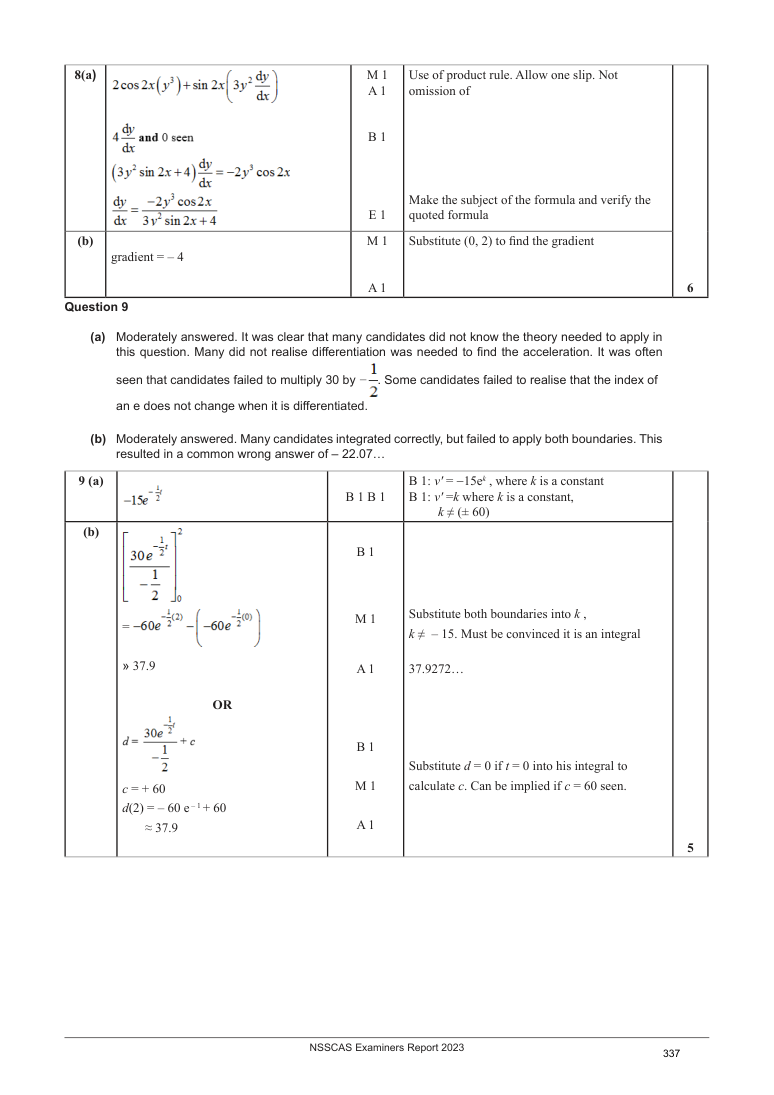 8(a)
2 cos 2x(y³) + sin 2x(3y² dy/dx)
M 1
A 1
Use of product rule. Allow one slip. Not
omission of
4 dy/dx and 0 seen
B 1
(3y² sin 2x + 4) dy/dx = −2y³ cos 2x
dy/dx = −2y³ cos2x / 3y² sin 2x + 4
E 1
Make the subject of the formula and verify the
quoted formula
(b)
gradient = – 4
M 1
A 1
Substitute (0, 2) to find the gradient
6
Question 9
(a) Moderately answered. It was clear that many candidates did not know the theory needed to apply in
this question. Many did not realise differentiation was needed to find the acceleration. It was often
seen that candidates failed to multiply 30 by −1/2. Some candidates failed to realise that the index of
an e does not change when it is differentiated.
(b) Moderately answered. Many candidates integrated correctly, but failed to apply both boundaries. This
resulted in a common wrong answer of – 22.07…
9 (a)
−15e^(−1/2 t)
B 1 B 1
B 1: v′ = −15eᵏ , where k is a constant
B 1: v′ =k where k is a constant,
k ≠ (± 60)
(b)
[30e^(−1/2 t) / −1/2]₀²
B 1
= −60e^(−1/2(2)) − (−60e^(−1/2(0)))
M 1
Substitute both boundaries into k ,
k ≠ – 15. Must be convinced it is an integral
» 37.9
A 1
37.9272…
OR
d = 30e^(−1/2 t) / −1/2 + c
B 1
Substitute d = 0 if t = 0 into his integral to
c = + 60
M 1
calculate c. Can be implied if c = 60 seen.
d(2) = – 60 e⁻¹ + 60
≈ 37.9
A 1
5
NSSCAS Examiners Report 2023
337